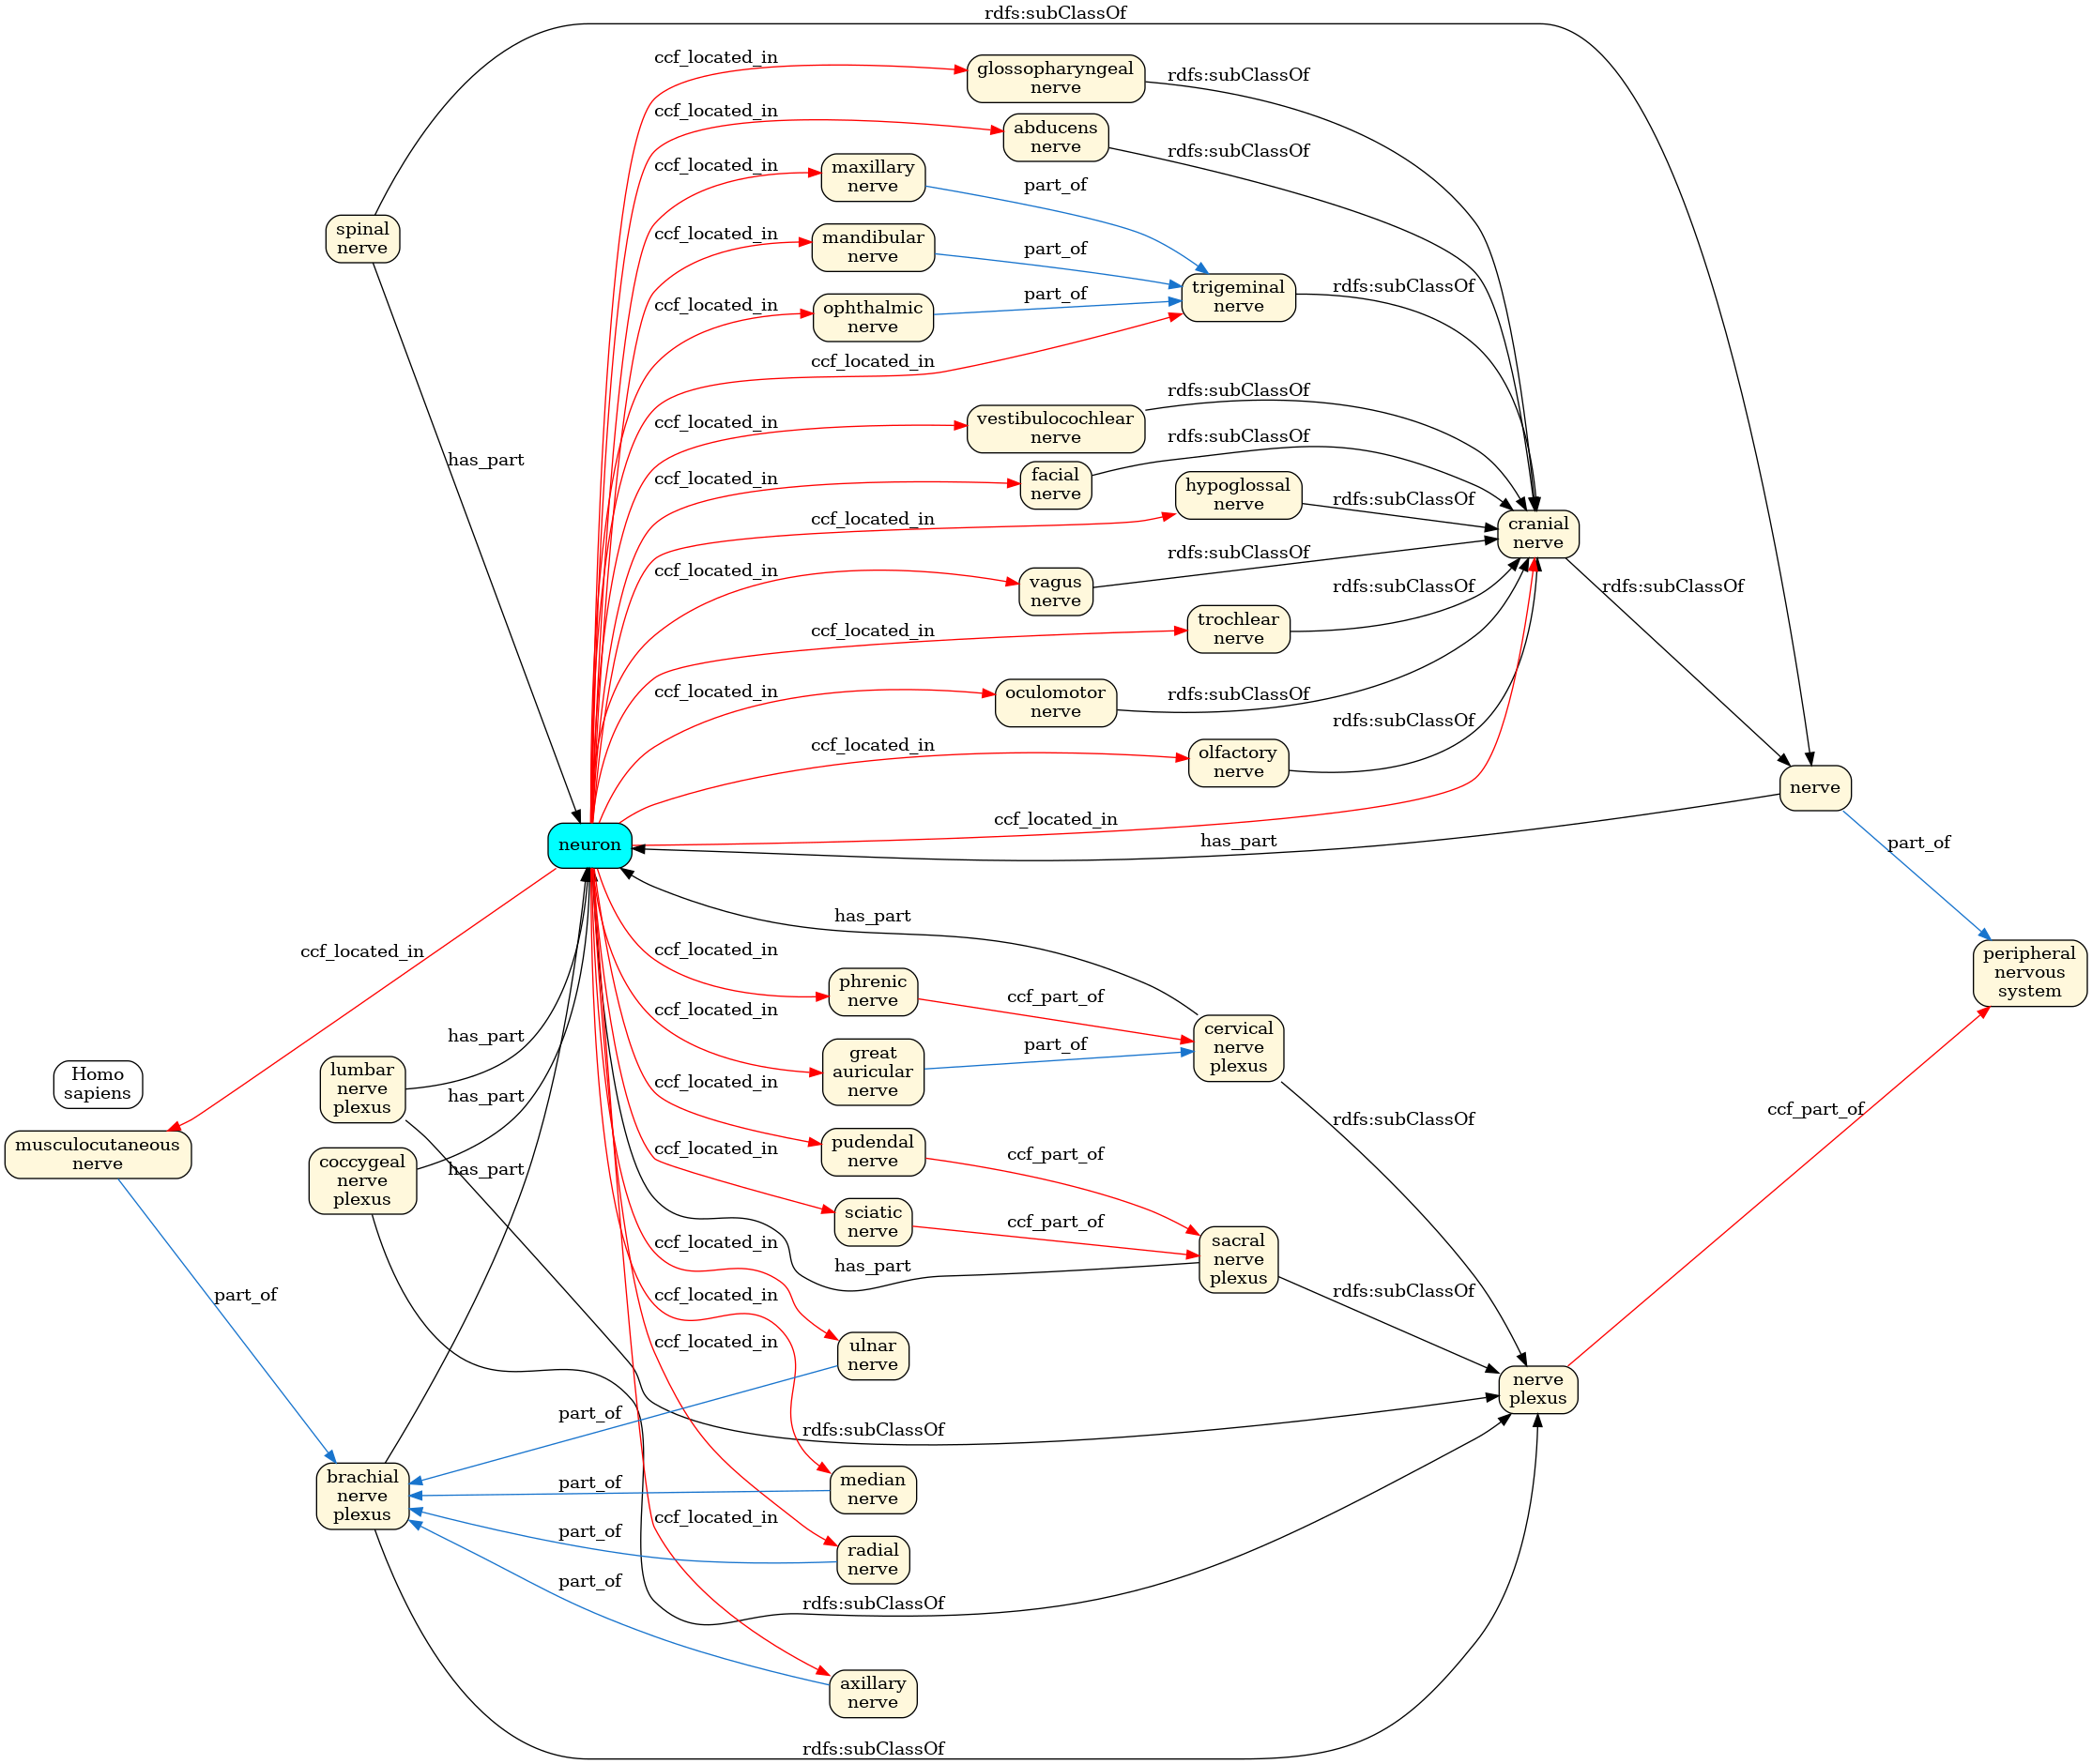 rdfs:subClassOf
ccf_located_in
glossopharyngeal
nerve
rdfs:subClassOf
ccf_located_in
abducens
nerve
rdfs:subClassOf
ccf_located_in
maxillary
nerve
part_of
spinal
nerve
ccf_located_in
mandibular
nerve
part_of
ccf_located_in
ophthalmic
nerve
part_of
trigeminal
nerve
rdfs:subClassOf
ccf_located_in
ccf_located_in
vestibulocochlear
nerve
rdfs:subClassOf
has_part
ccf_located_in
facial
nerve
rdfs:subClassOf
hypoglossal
nerve
rdfs:subClassOf
ccf_located_in
cranial
nerve
ccf_located_in
vagus
nerve
rdfs:subClassOf
rdfs:subClassOf
ccf_located_in
trochlear
nerve
rdfs:subClassOf
ccf_located_in
oculomotor
nerve
rdfs:subClassOf
ccf_located_in
olfactory
nerve
rdfs:subClassOf
nerve
neuron
ccf_located_in
has_part
part_of
has_part
ccf_located_in
ccf_located_in
phrenic
nerve
ccf_part_of
peripheral
nervous
system
has_part
ccf_located_in
great
auricular
nerve
part_of
cervical
nerve
plexus
Homo
sapiens
lumbar
nerve
plexus
has_part
ccf_located_in
rdfs:subClassOf
ccf_part_of
musculocutaneous
nerve
coccygeal
nerve
plexus
has_part
ccf_located_in
pudendal
nerve
ccf_part_of
sciatic
nerve
ccf_part_of
ccf_located_in
has_part
sacral
nerve
plexus
rdfs:subClassOf
part_of
ccf_located_in
ccf_located_in
ulnar
nerve
nerve
plexus
part_of
rdfs:subClassOf
brachial
nerve
plexus
part_of
median
nerve
ccf_located_in
part_of
radial
nerve
part_of
rdfs:subClassOf
axillary
nerve
rdfs:subClassOf